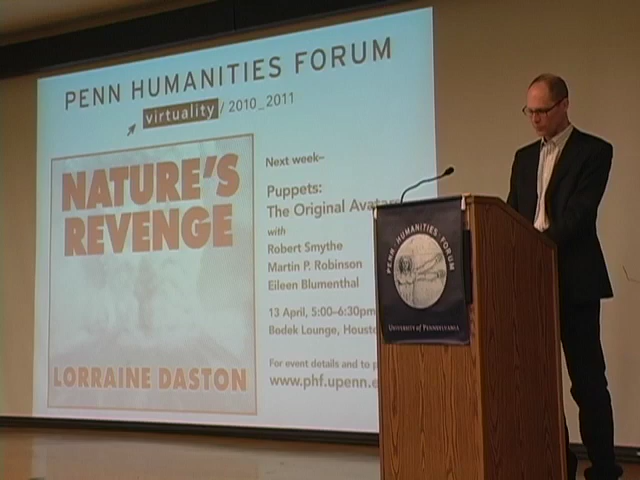 PENN HUMANITIES FORUM
virtuality / 2010_2011
NATURE'S
REVENGE
LORRAINE DASTON
Next week–
Puppets:
The Original
with
Robert Smythe
Martin P. Robinson
Eileen Blumenthal
13 April, 5:00–6:30pm
Bodek Lounge,
For event details and to
www.phf.upenn.e
PENN HUMANITIES FORUM
UNIVERSITY of PENNSYLVANIA